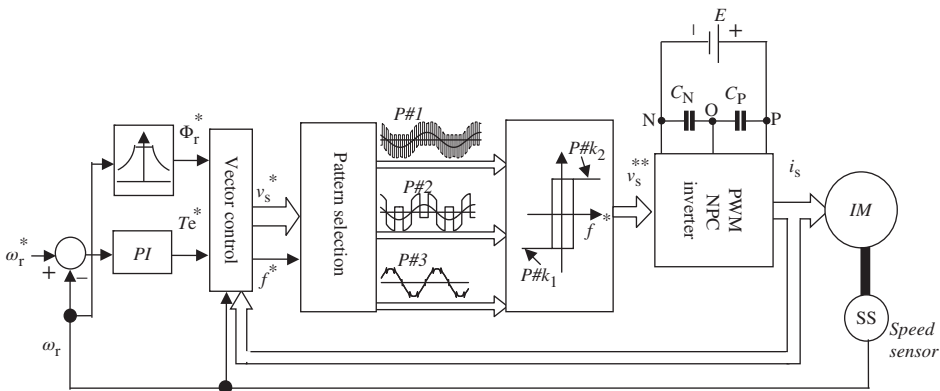 E
C_N
C_P
N
O
P
P#1
Φ_r^*
Vector control
v_s^*
Pattern selection
P#k_2
v_s^**
PWM NPC inverter
i_s
IM
P#2
Te^*
f^*
ω_r^*
+
−
PI
P#k_1
P#3
f^*
SS
Speed sensor
ω_r